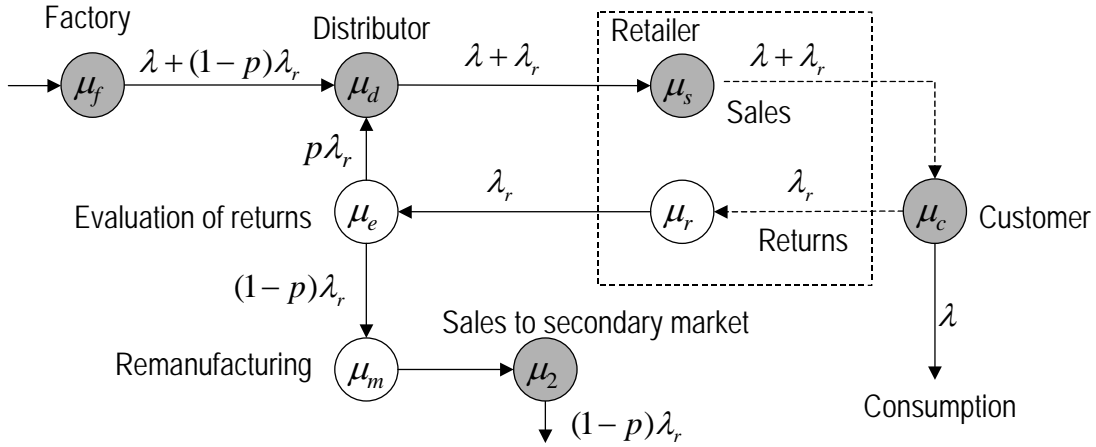 Factory
Distributor
Retailer
λ + (1 − p)λ_r
λ + λ_r
λ + λ_r
μ_f
μ_d
μ_s
Sales
pλ_r
λ_r
λ_r
Evaluation of returns
μ_e
μ_r
μ_c
Customer
Returns
(1 − p)λ_r
Sales to secondary market
λ
Remanufacturing
μ_m
μ_2
Consumption
(1 − p)λ_r